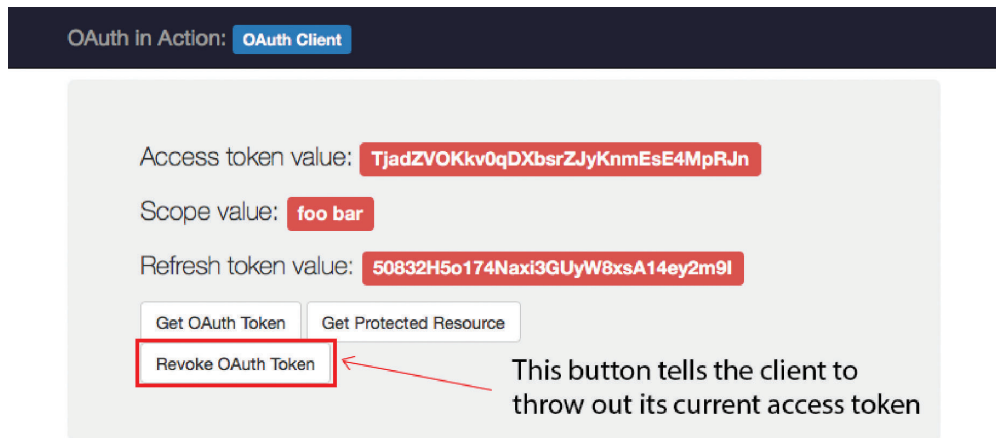 OAuth in Action: OAuth Client
Access token value: TjadZVOKkv0qDXbsrZJyKnmEsE4MpRJn
Scope value: foo bar
Refresh token value: 50832H5o174Naxi3GUyW8xsA14ey2m9I
Get OAuth Token Get Protected Resource
Revoke OAuth Token
This button tells the client to
throw out its current access token